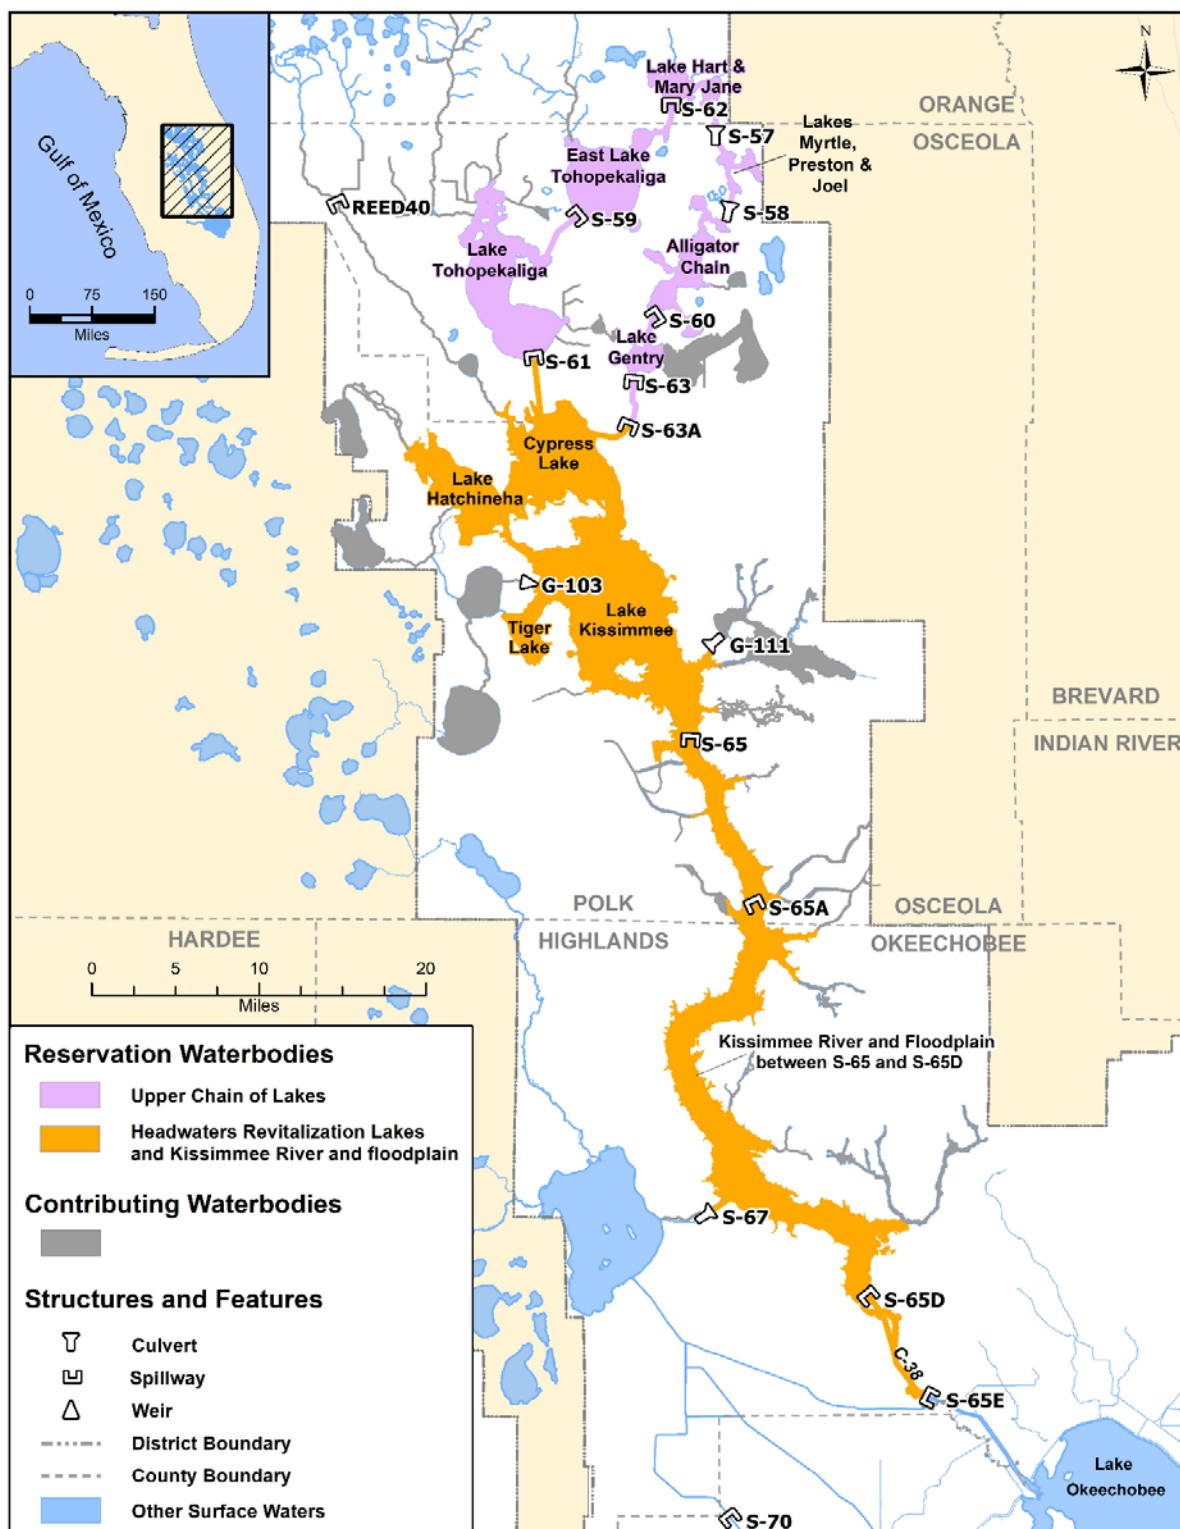 Gulf of Mexico
0 75 150
Miles
N
Lake Hart &
Mary Jane
S-62
ORANGE
OSCEOLA
S-57
Lakes
Myrtle,
Preston &
Joel
East Lake
Tohopekaliga
REED40
S-59
S-58
Lake
Tohopekaliga
Alligator
Chain
S-60
Lake
Gentry
S-61
S-63
S-63A
Cypress
Lake
Lake
Hatchineha
G-103
Lake
Kissimmee
Tiger
Lake
G-111
BREVARD
INDIAN RIVER
S-65
S-65A
POLK
OSCEOLA
HARDEE
HIGHLANDS
OKEECHOBEE
0 5 10 20
Miles
Kissimmee River and Floodplain
between S-65 and S-65D
Reservation Waterbodies
Upper Chain of Lakes
Headwaters Revitalization Lakes
and Kissimmee River and floodplain
Contributing Waterbodies
Structures and Features
Culvert
Spillway
Weir
District Boundary
County Boundary
Other Surface Waters
S-67
S-65D
C-38
S-65E
Lake
Okeechobee
S-70